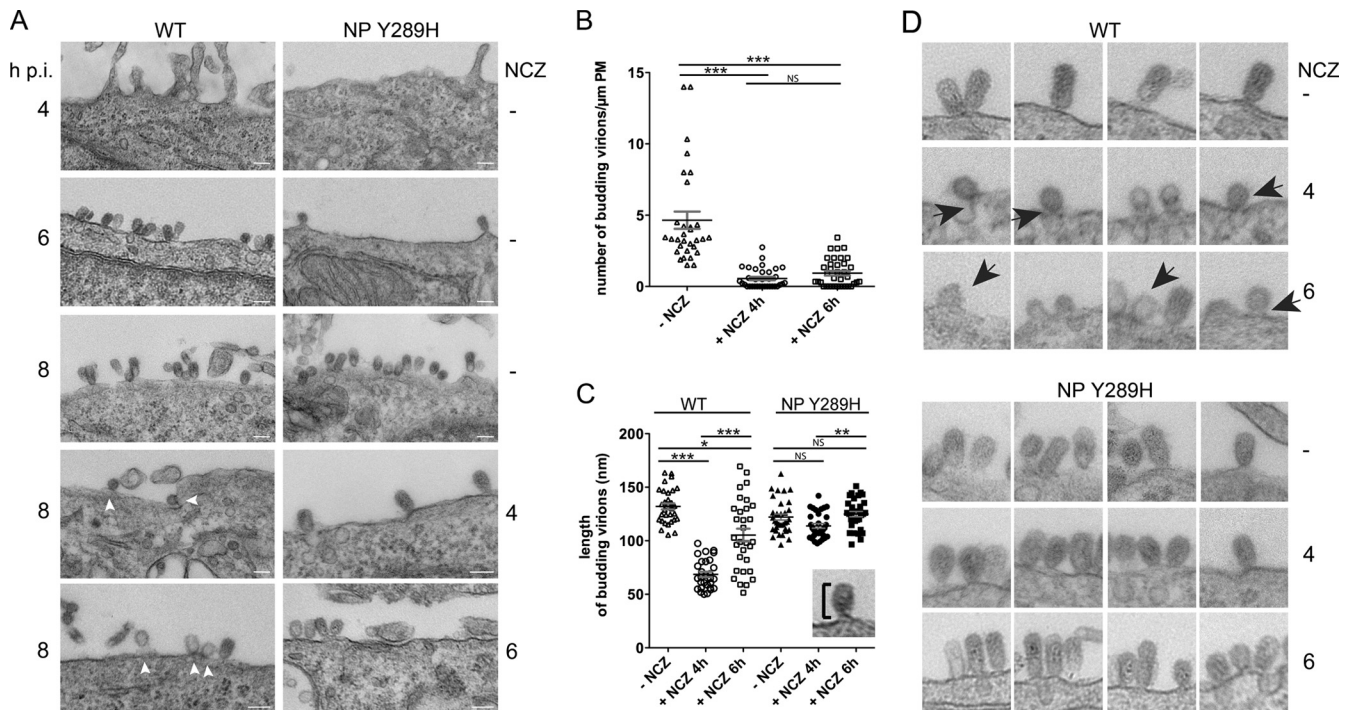 A
WT
NP Y289H
h p.i.
NCZ
4
-
6
-
8
-
8
4
8
6
B
number of budding virions/µm PM
15
10
5
0
***
***
NS
- NCZ
+ NCZ 4h
+ NCZ 6h
C
length
of budding virions (nm)
WT
NP Y289H
200
150
100
50
0
***
*
***
NS
NS
**
- NCZ
+ NCZ 4h
+ NCZ 6h
- NCZ
+ NCZ 4h
+ NCZ 6h
D
WT
NCZ
-
4
6
NP Y289H
-
4
6